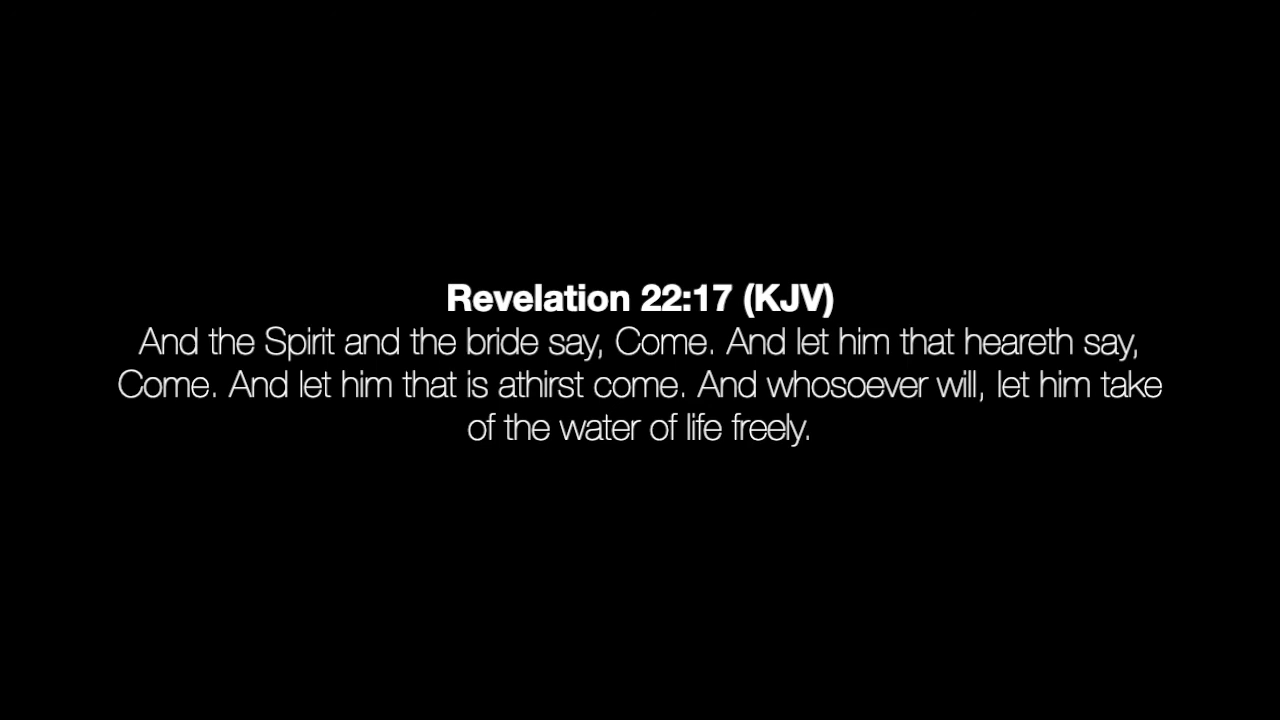 Revelation 22:17 (KJV)
And the Spirit and the bride say, Come. And let him that heareth say,
Come. And let him that is athirst come. And whosoever will, let him take
of the water of life freely.